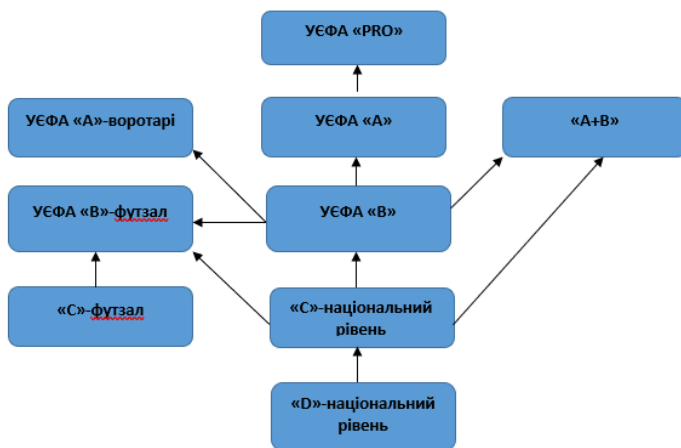 УЄФА «PRO»
УЄФА «А»-воротарі
УЄФА «А»
«А+В»
УЄФА «В»-футзал
УЄФА «В»
«С»-футзал
«С»-національний
рівень
«D»-національний
рівень